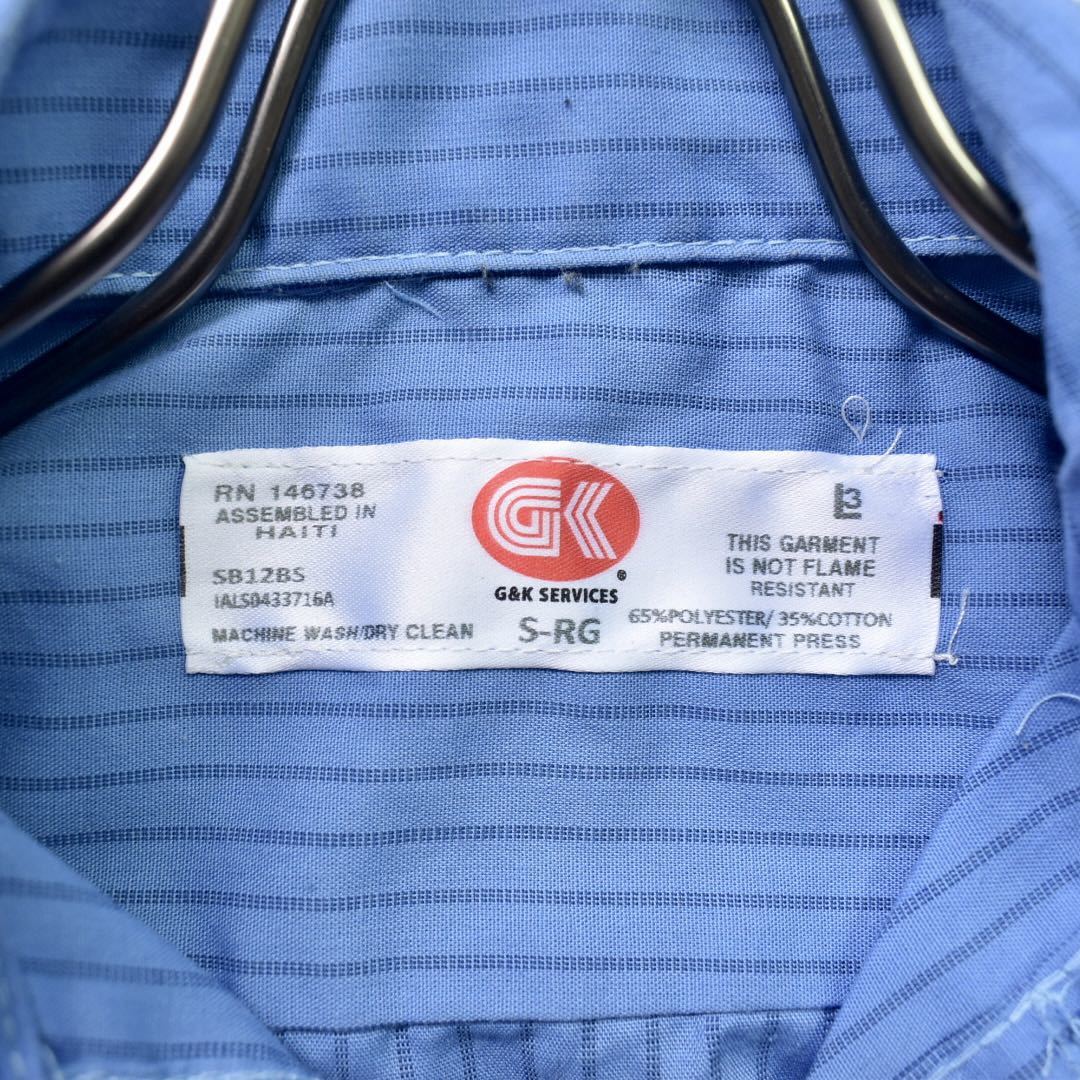 RN 146738
ASSEMBLED IN
HAITI
SB12BS
IALS0433716A
MACHINE WASH/DRY CLEAN
GK
®
G&K SERVICES
S-RG
L3
THIS GARMENT
IS NOT FLAME
RESISTANT
65%POLYESTER/ 35%COTTON
PERMANENT PRESS